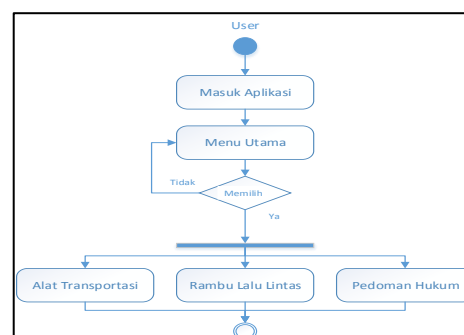 User
Masuk Aplikasi
Menu Utama
Tidak
Memilih
Ya
Alat Transportasi
Rambu Lalu Lintas
Pedoman Hukum